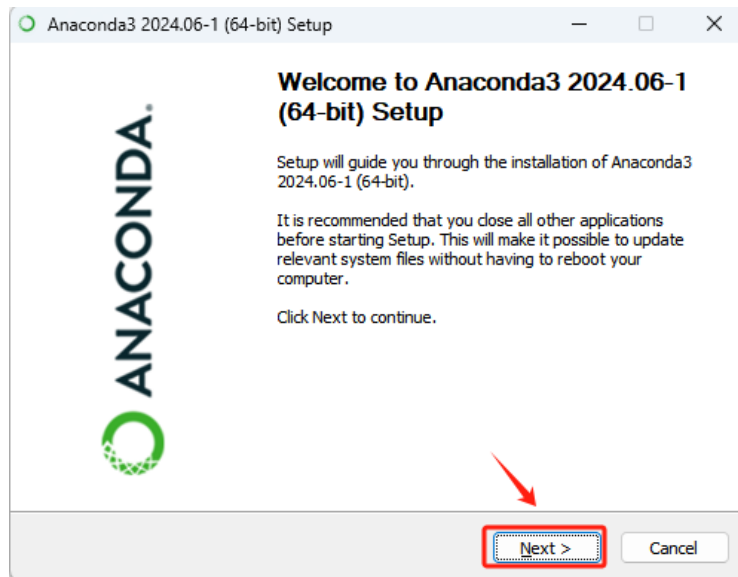 Anaconda3 2024.06-1 (64-bit) Setup
ANACONDA.
Welcome to Anaconda3 2024.06-1
(64-bit) Setup
Setup will guide you through the installation of Anaconda3
2024.06-1 (64-bit).
It is recommended that you close all other applications
before starting Setup. This will make it possible to update
relevant system files without having to reboot your
computer.
Click Next to continue.
Next >
Cancel